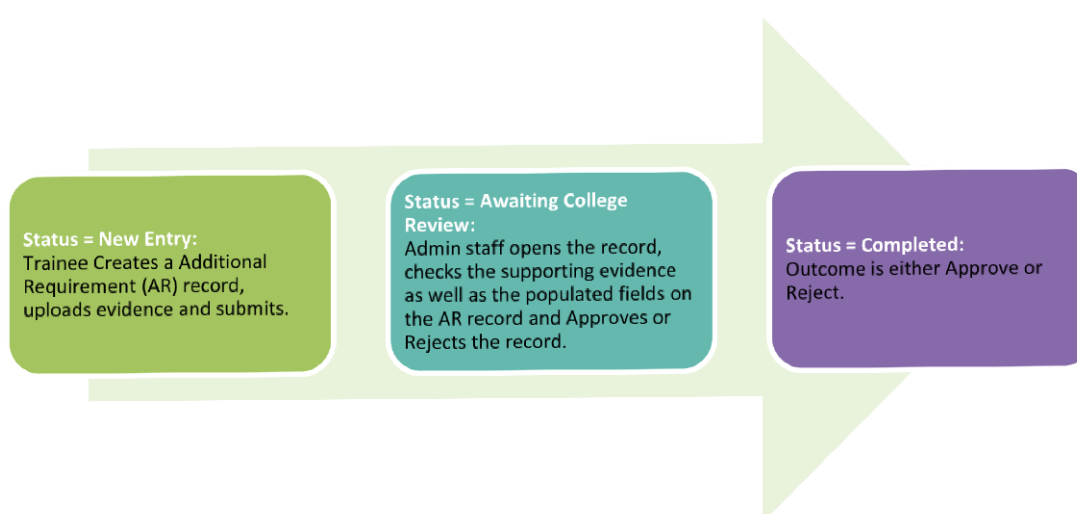 Status = New Entry:
Trainee Creates a Additional
Requirement (AR) record,
uploads evidence and submits.
Status = Awaiting College
Review:
Admin staff opens the record,
checks the supporting evidence
as well as the populated fields on
the AR record and Approves or
Rejects the record.
Status = Completed:
Outcome is either Approve or
Reject.